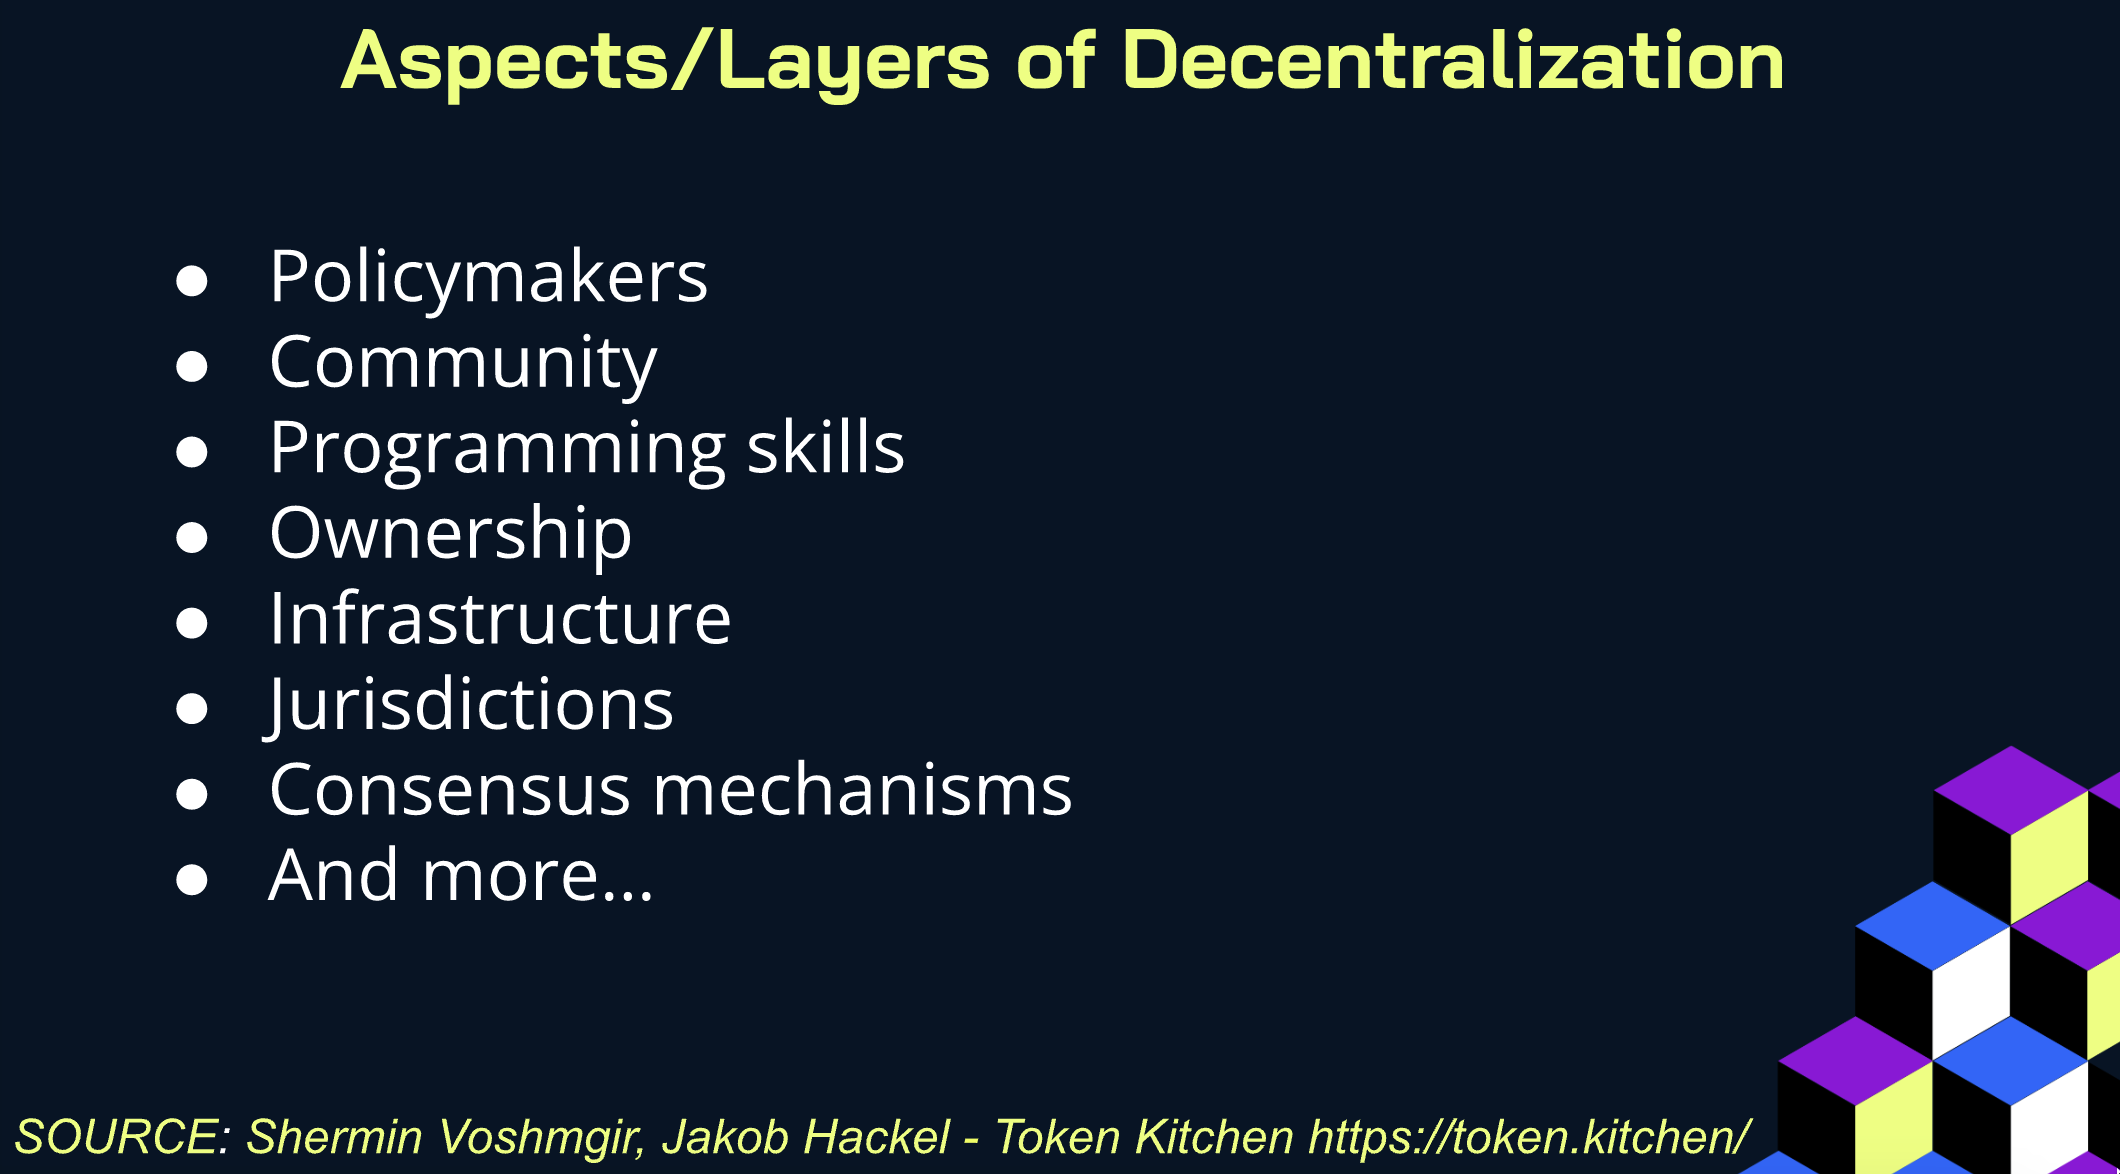 Aspects/Layers of Decentralization
● Policymakers
● Community
● Programming skills
● Ownership
● Infrastructure
● Jurisdictions
● Consensus mechanisms
● And more...
SOURCE: Shermin Voshmgir, Jakob Hackel - Token Kitchen https://token.kitchen/